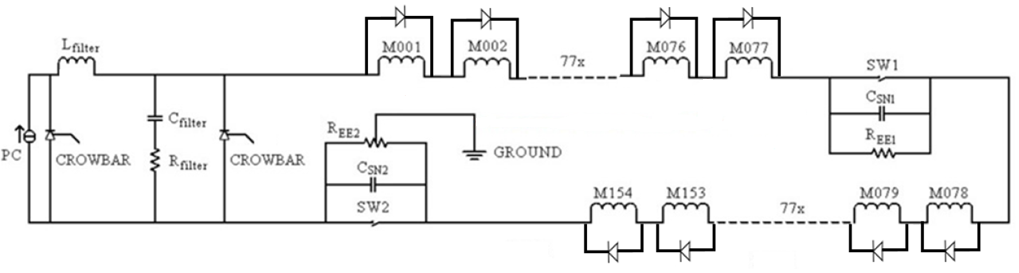 Lfilter
M001
M002
77x
M076
M077
SW1
CSN1
REE1
PC
CROWBAR
Cfilter
Rfilter
CROWBAR
REE2
GROUND
CSN2
SW2
M154
M153
77x
M079
M078